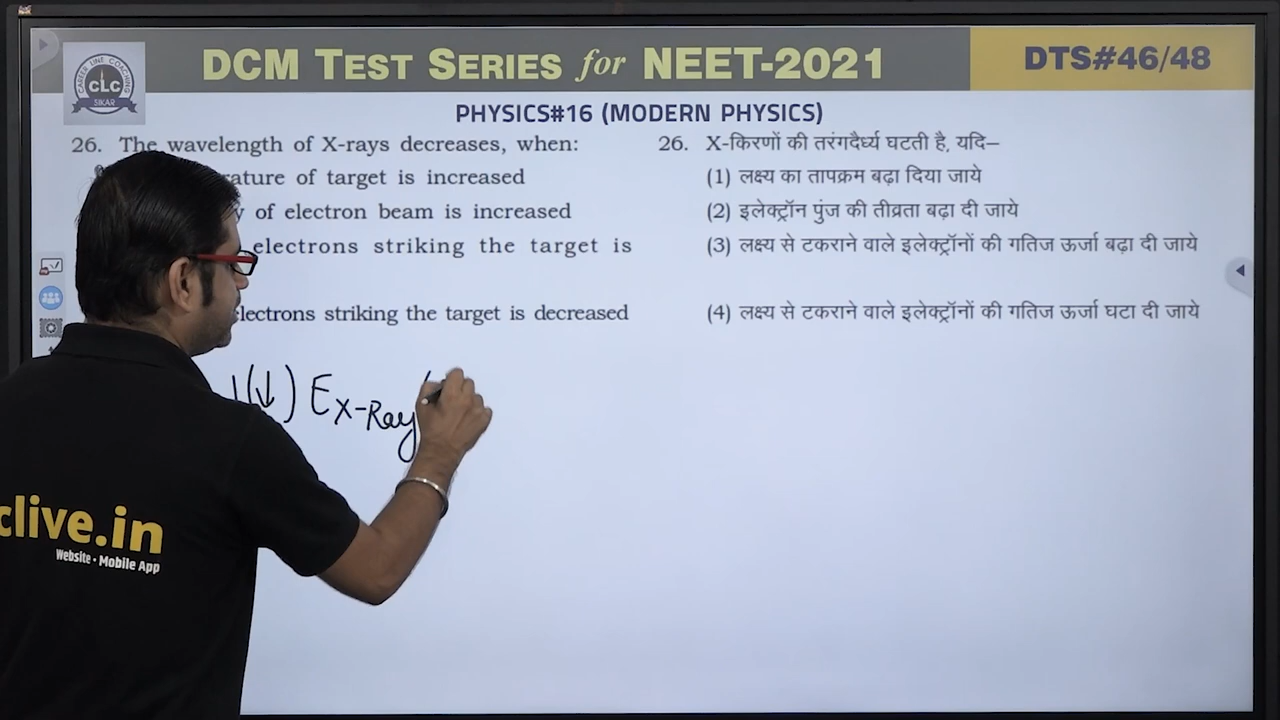 DCM TEST SERIES for NEET-2021
DTS#46/48
CAREER LINE COACHING
CLC
SIKAR
PHYSICS#16 (MODERN PHYSICS)
26. The wavelength of X-rays decreases, when:
of target is increased
of electron beam is increased
electrons striking the target is
electrons striking the target is decreased
26. X-किरणों की तरंगदैर्ध्य घटती है, यदि–
(1) लक्ष्य का तापक्रम बढ़ा दिया जाये
(2) इलेक्ट्रॉन पुंज की तीव्रता बढ़ा दी जाये
(3) लक्ष्य से टकराने वाले इलेक्ट्रॉनों की गतिज ऊर्जा बढ़ा दी जाये
(4) लक्ष्य से टकराने वाले इलेक्ट्रॉनों की गतिज ऊर्जा घटा दी जाये
(↓) E X-Ray
clive.in
Website • Mobile App